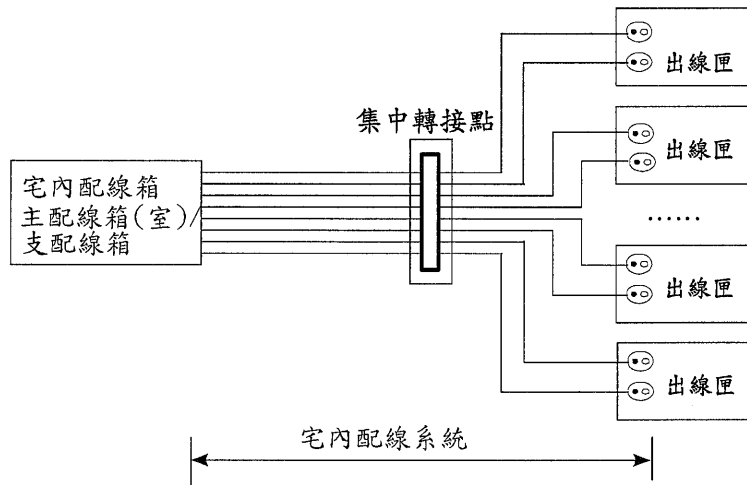 出線匣
集中轉接點
出線匣
宅內配線箱
主配線箱(室)/
支配線箱
……
出線匣
出線匣
宅內配線系統